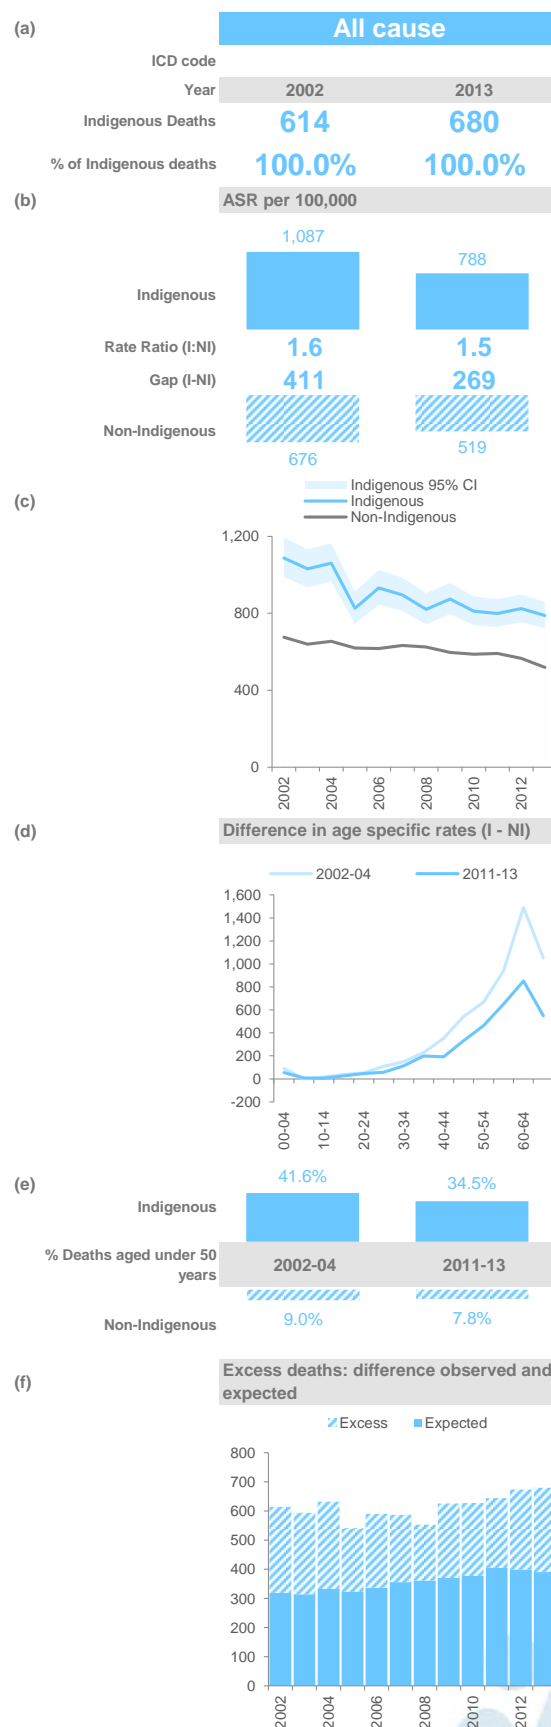 (a)
All cause
ICD code
Year 2002 2013
Indigenous Deaths 614 680
% of Indigenous deaths 100.0% 100.0%
(b) ASR per 100,000
1,087 788
Indigenous
Rate Ratio (I:NI) 1.6 1.5
Gap (I-NI) 411 269
Non-Indigenous
676 519
(c)
Indigenous 95% CI
Indigenous
Non-Indigenous
1,200
800
400
0
2002 2004 2006 2008 2010 2012
(d) Difference in age specific rates (I - NI)
2002-04 2011-13
1,600
1,400
1,200
1,000
800
600
400
200
0
-200
00-04 10-14 20-24 30-34 40-44 50-54 60-64
(e)
41.6% 34.5%
Indigenous
% Deaths aged under 50
years
2002-04 2011-13
9.0% 7.8%
Non-Indigenous
(f)
Excess deaths: difference observed and
expected
Excess Expected
800
700
600
500
400
300
200
100
0
2002 2004 2006 2008 2010 2012